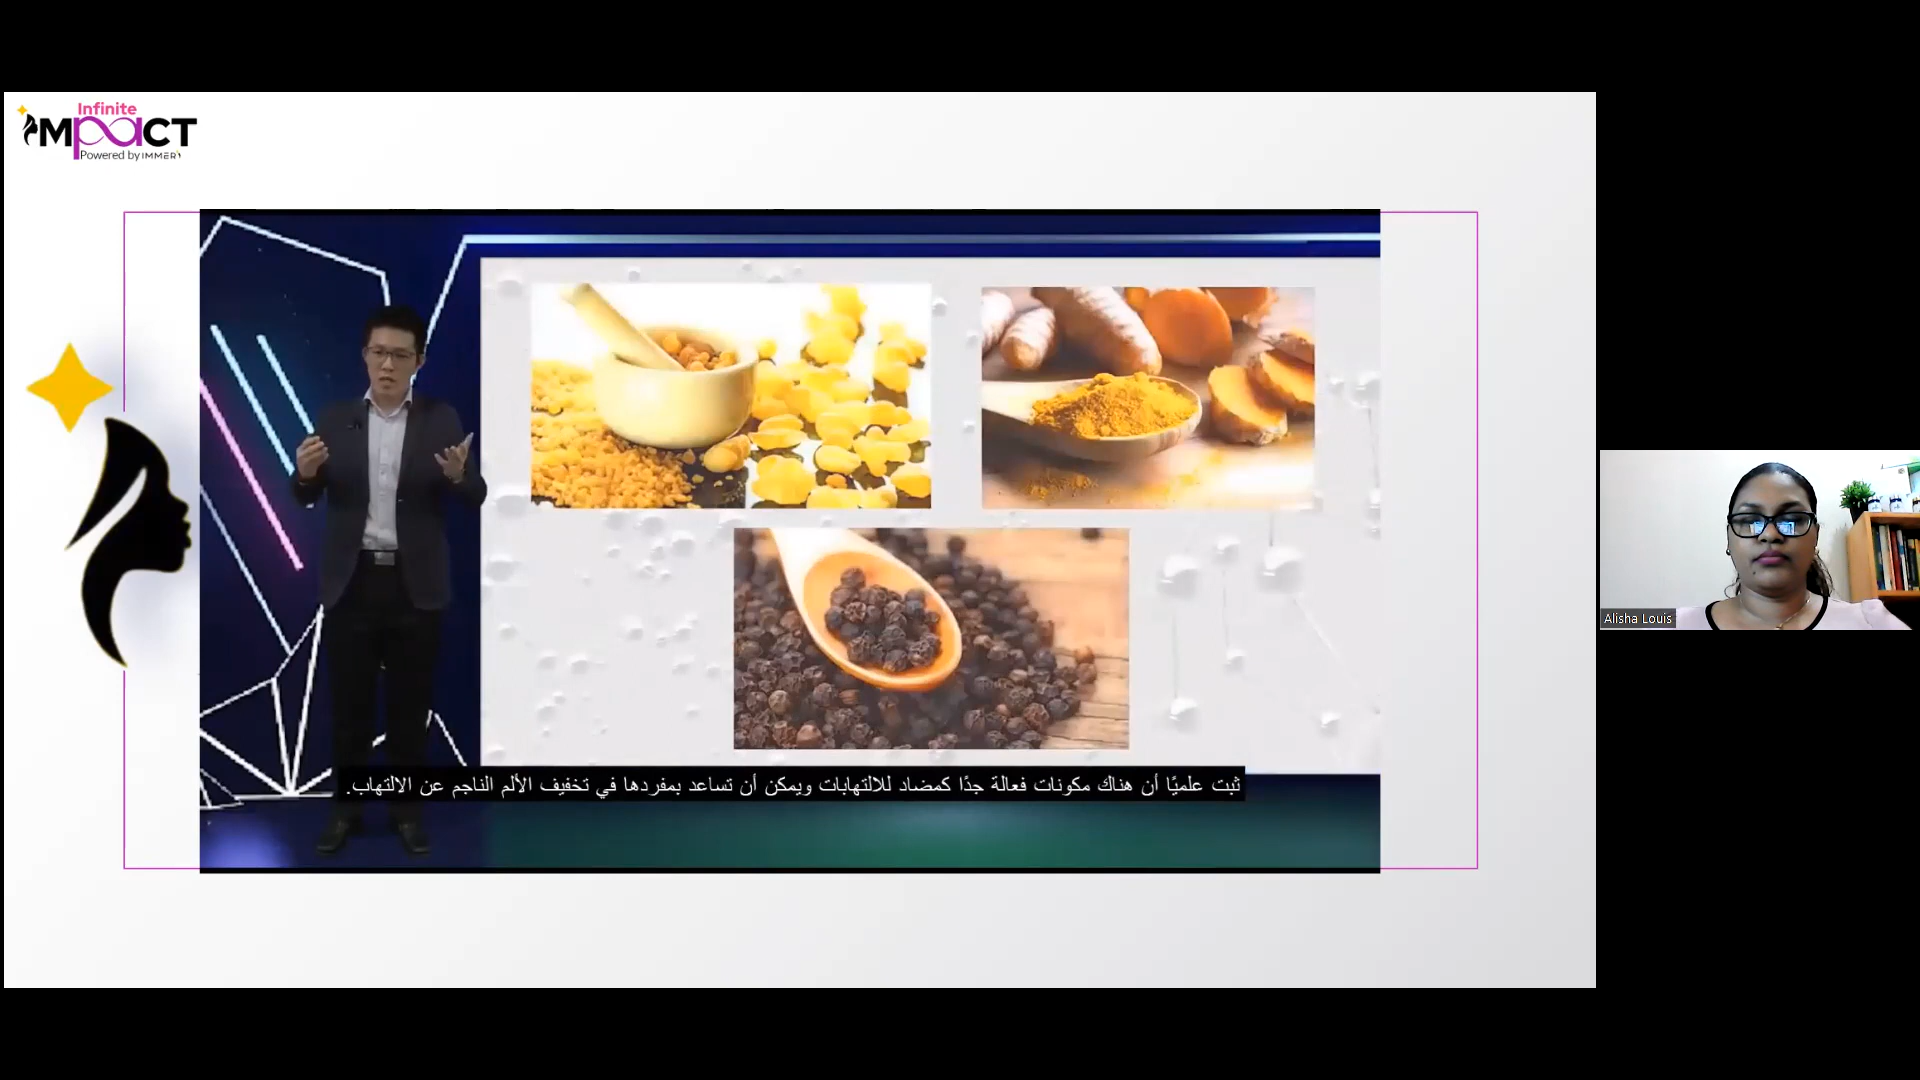 Infinite
iMPACT
Powered by IMMERI
ثبت علميًا أن هناك مكونات فعالة جدًا كمضاد للالتهابات ويمكن أن تساعد بمفردها في تخفيف الألم الناجم عن الالتهاب.
Alisha Louis